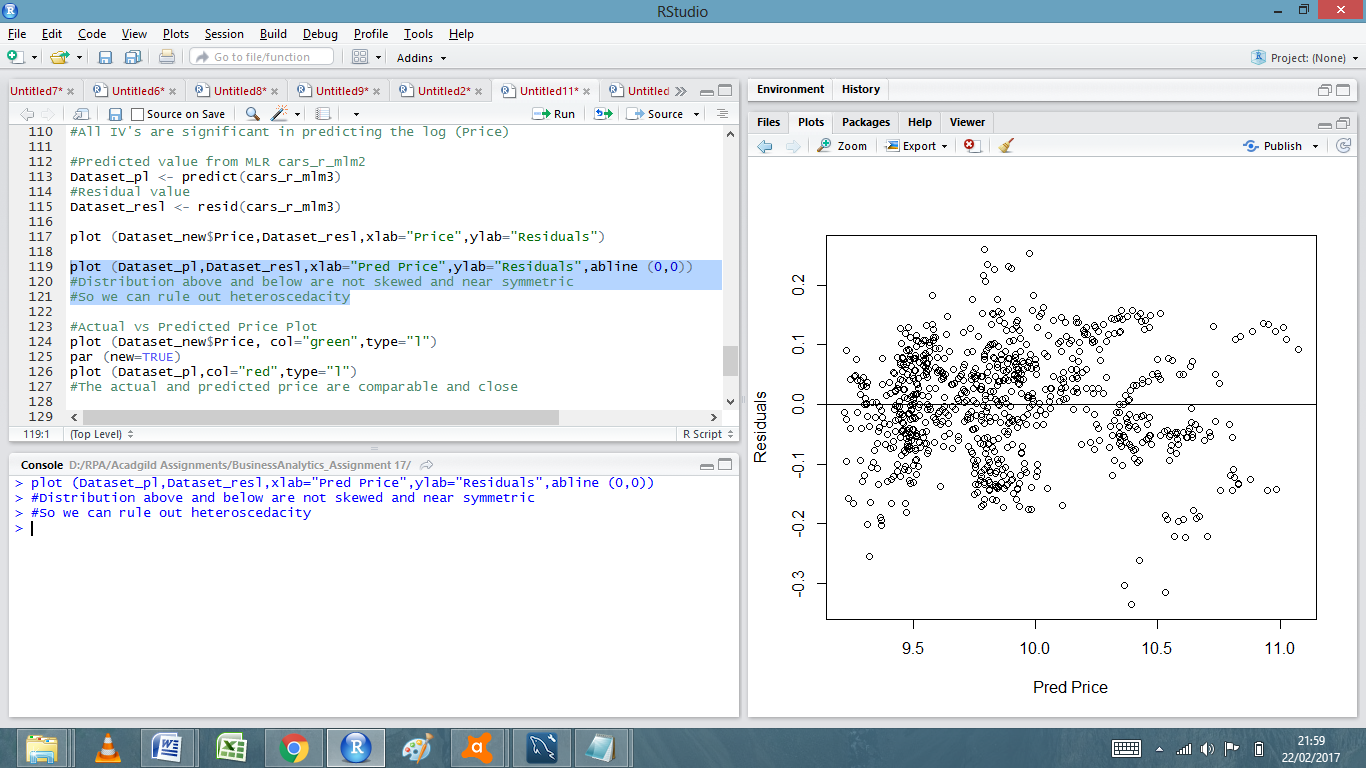 RStudio
File Edit Code View Plots Session Build Debug Profile Tools Help
Go to file/function Addins Project: (None)
Untitled7* Untitled6* Untitled8* Untitled9* Untitled2* Untitled11* Untitled
Source on Save Run Source
110 #All IV's are significant in predicting the log (Price)
111
112 #Predicted value from MLR cars_r_mlm2
113 Dataset_pl <- predict(cars_r_mlm3)
114 #Residual value
115 Dataset_resl <- resid(cars_r_mlm3)
116
117 plot (Dataset_new$Price,Dataset_resl,xlab="Price",ylab="Residuals")
118
119 plot (Dataset_pl,Dataset_resl,xlab="Pred Price",ylab="Residuals",abline (0,0))
120 #Distribution above and below are not skewed and near symmetric
121 #So we can rule out heteroscedacity
122
123 #Actual vs Predicted Price Plot
124 plot (Dataset_new$Price, col="green",type="l")
125 par (new=TRUE)
126 plot (Dataset_pl,col="red",type="l")
127 #The actual and predicted price are comparable and close
128
129
119:1 (Top Level) R Script
Console D:/RPA/Acadgild Assignments/BusinessAnalytics_Assignment 17/
> plot (Dataset_pl,Dataset_resl,xlab="Pred Price",ylab="Residuals",abline (0,0))
> #Distribution above and below are not skewed and near symmetric
> #So we can rule out heteroscedacity
>
Environment History
Files Plots Packages Help Viewer
Zoom Export Publish
Residuals
0.2
0.1
0.0
-0.1
-0.2
-0.3
9.5 10.0 10.5 11.0
Pred Price
21:59
22/02/2017